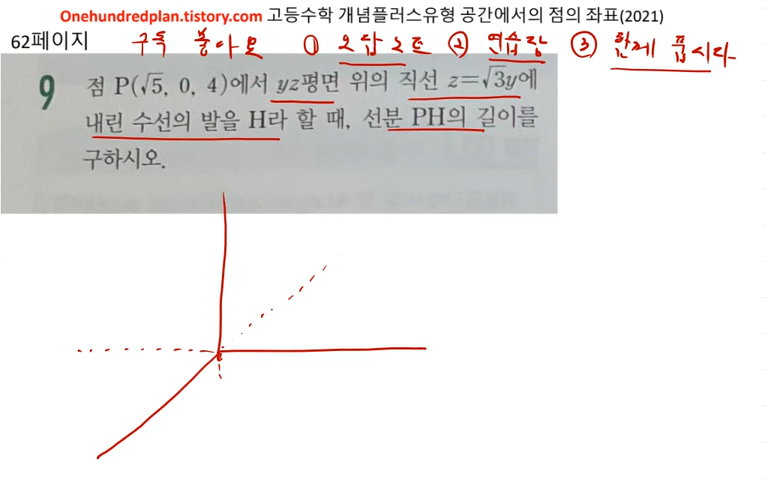 Onehundredplan.tistory.com 고등수학 개념플러스유형 공간에서의 점의 좌표(2021)
62페이지 구독 좋아요 ① 오답노트 ② 연습장 ③ 함께 풉시다
9 점 P(√5, 0, 4)에서 yz평면 위의 직선 z=√3y에
내린 수선의 발을 H라 할 때, 선분 PH의 길이를
구하시오.